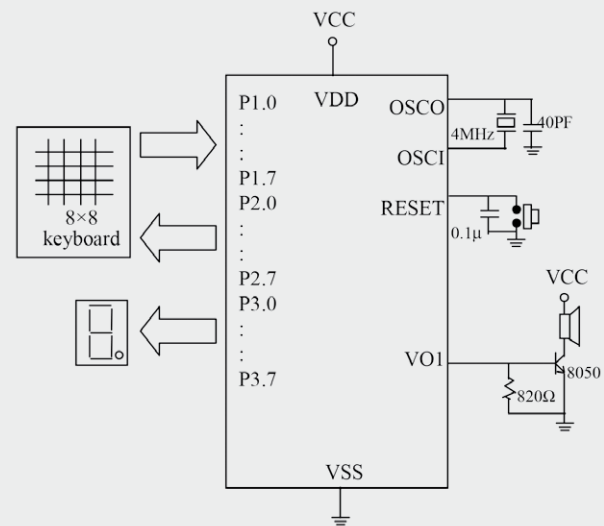 VCC
P1.0
VDD
OSCO
:
:
4MHz
40PF
OSCI
P1.7
P2.0
RESET
8×8
keyboard
:
:
0.1μ
P2.7
P3.0
VCC
:
:
VO1
8050
P3.7
820Ω
VSS